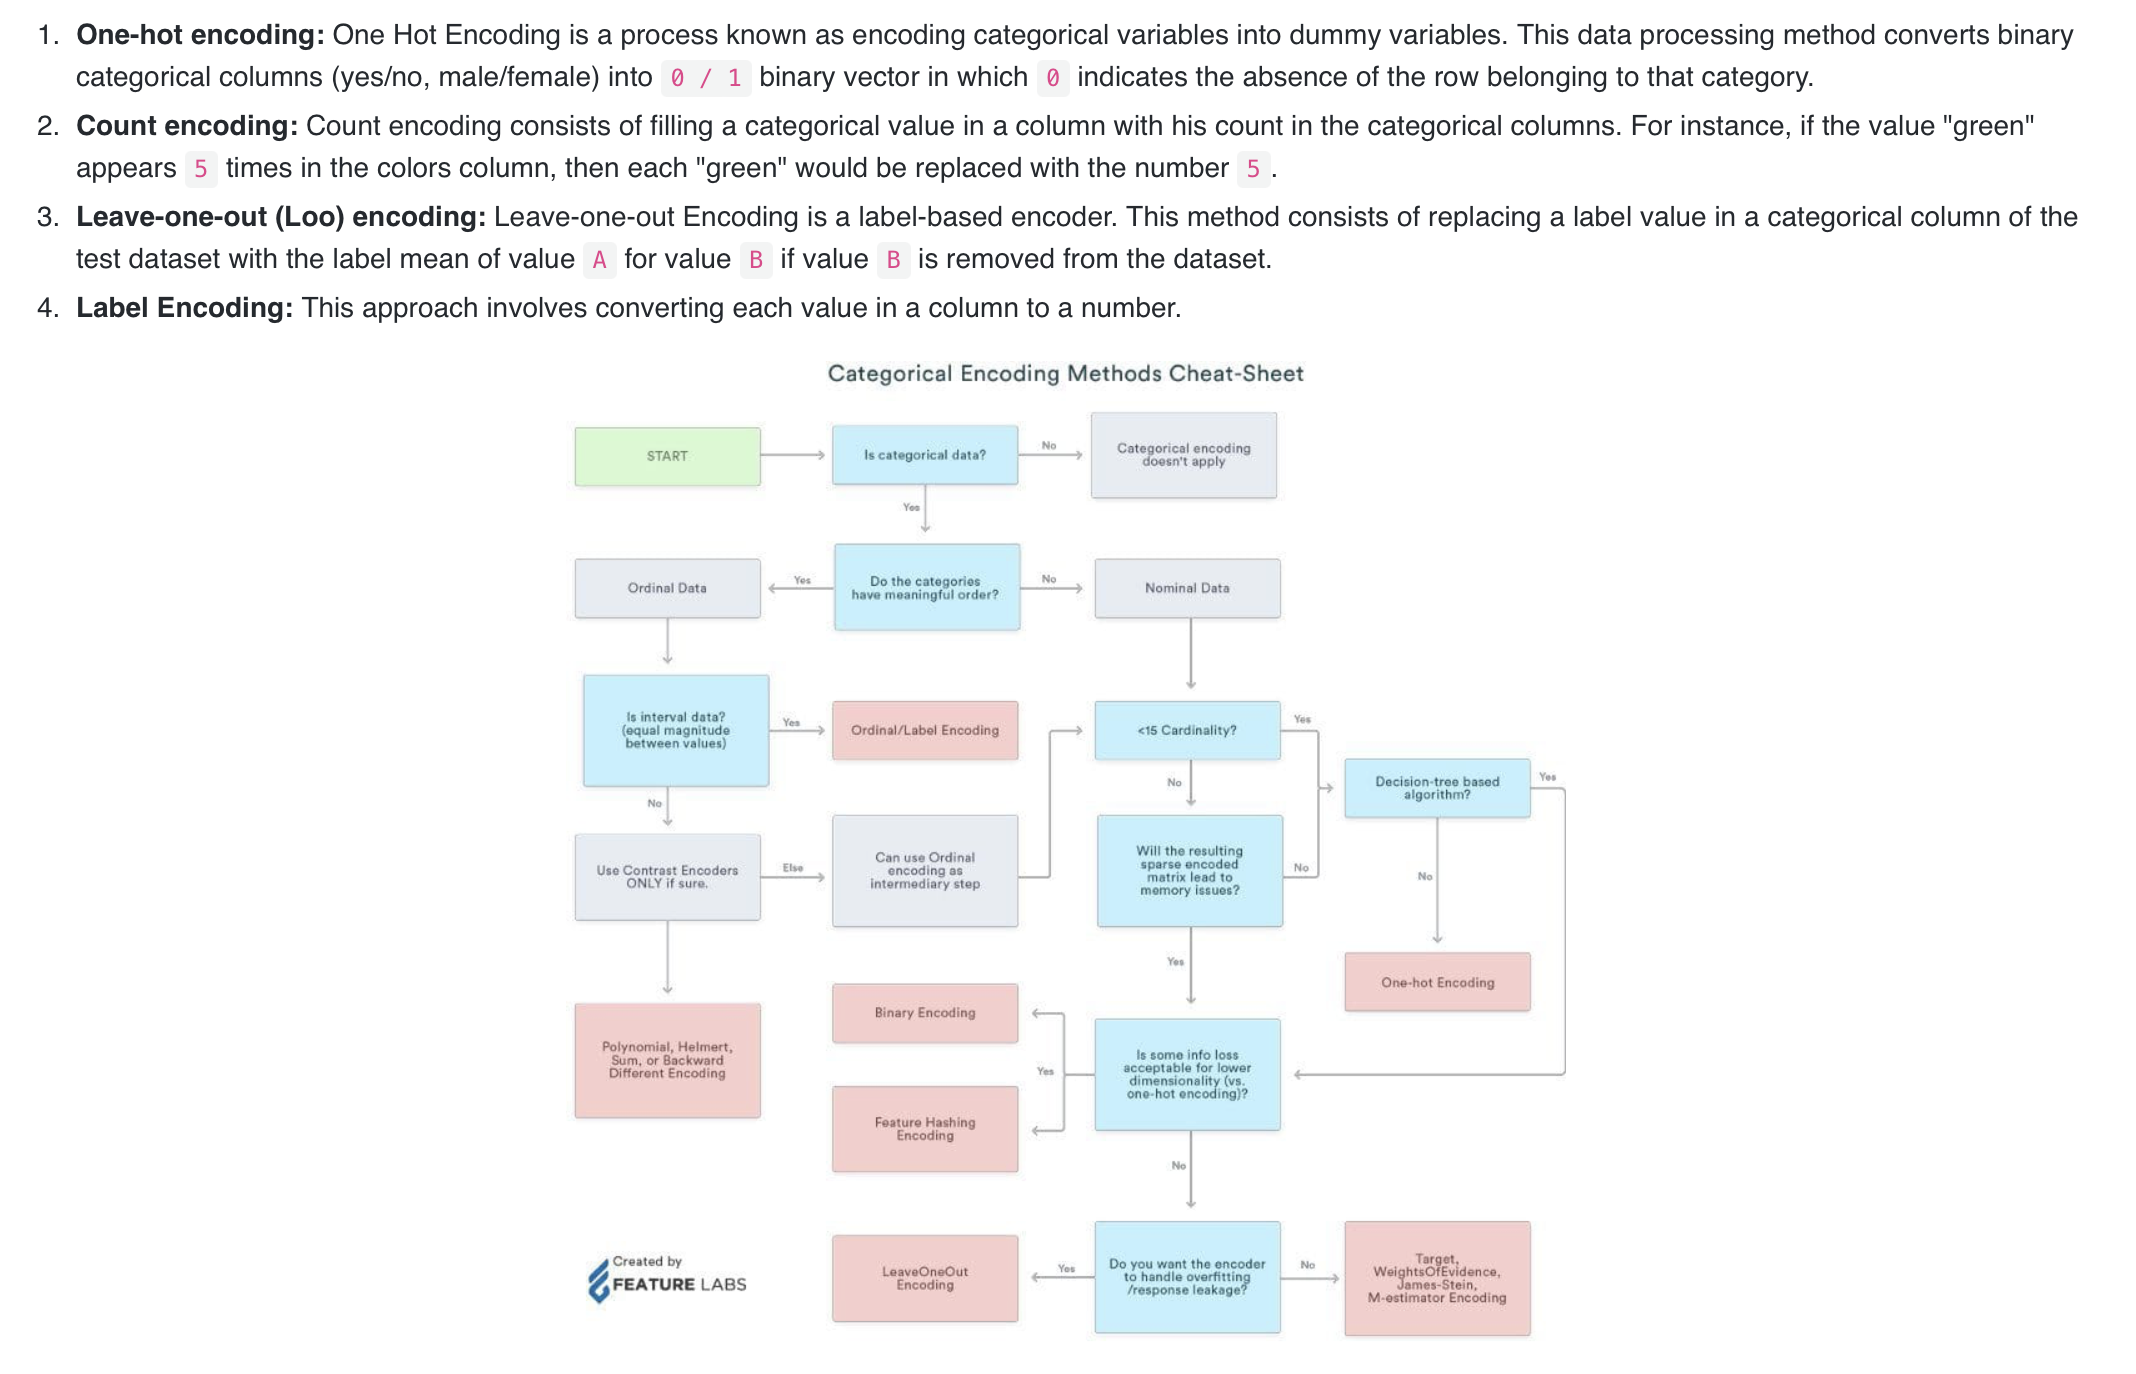 1. One-hot encoding: One Hot Encoding is a process known as encoding categorical variables into dummy variables. This data processing method converts binary
categorical columns (yes/no, male/female) into 0 / 1 binary vector in which 0 indicates the absence of the row belonging to that category.
2. Count encoding: Count encoding consists of filling a categorical value in a column with his count in the categorical columns. For instance, if the value "green"
appears 5 times in the colors column, then each "green" would be replaced with the number 5.
3. Leave-one-out (Loo) encoding: Leave-one-out Encoding is a label-based encoder. This method consists of replacing a label value in a categorical column of the
test dataset with the label mean of value A for value B if value B is removed from the dataset.
4. Label Encoding: This approach involves converting each value in a column to a number.
Categorical Encoding Methods Cheat-Sheet
START
Is categorical data?
No
Categorical encoding
doesn't apply
Yes
Ordinal Data
Yes
Do the categories
have meaningful order?
No
Nominal Data
Is interval data?
(equal magnitude
between values)
Yes
Ordinal/Label Encoding
<15 Cardinality?
Yes
No
No
Decision-tree based
algorithm?
Yes
Use Contrast Encoders
ONLY if sure.
Else
Can use Ordinal
encoding as
intermediary step
Will the resulting
sparse encoded
matrix lead to
memory issues?
No
No
Yes
One-hot Encoding
Polynomial, Helmert,
Sum, or Backward
Different Encoding
Binary Encoding
Yes
Feature Hashing
Encoding
Is some info loss
acceptable for lower
dimensionality (vs.
one-hot encoding)?
No
Created by
FEATURE LABS
LeaveOneOut
Encoding
Yes
Do you want the encoder
to handle overfitting
/response leakage?
No
Target,
WeightsOfEvidence,
James-Stein,
M-estimator Encoding